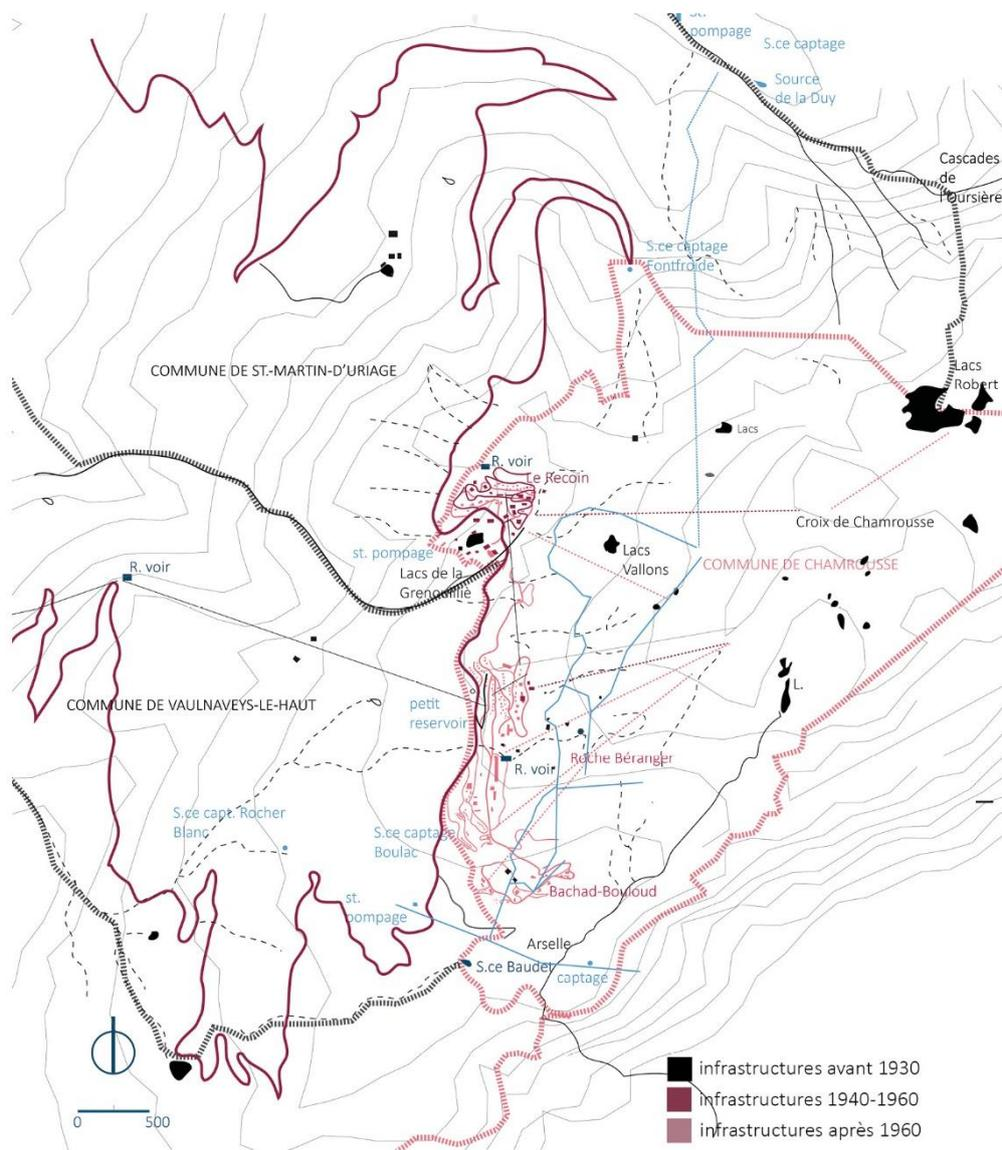 St.
pompage
S.ce captage
Source
de la Duy
Cascades
de
l'Oursière
S.ce captage
Fontfroide
COMMUNE DE ST.-MARTIN-D'URIAGE
Lacs
Robert
Lacs
R. voir
Le Recoin
Croix de Chamrousse
st. pompage
Lacs
Vallons
COMMUNE DE CHAMROUSSE
R. voir
Lacs de la
Grenouillie
L.
COMMUNE DE VAULNAVEYS-LE-HAUT
petit
reservoir
Roche Béranger
R. voir
S.ce capt. Rocher
Blanc
S.ce captage
Boulac
Bachad-Bouloud
st.
pompage
Arselle
S.ce Baudet
captage
infrastructures avant 1930
infrastructures 1940-1960
infrastructures après 1960
0
500